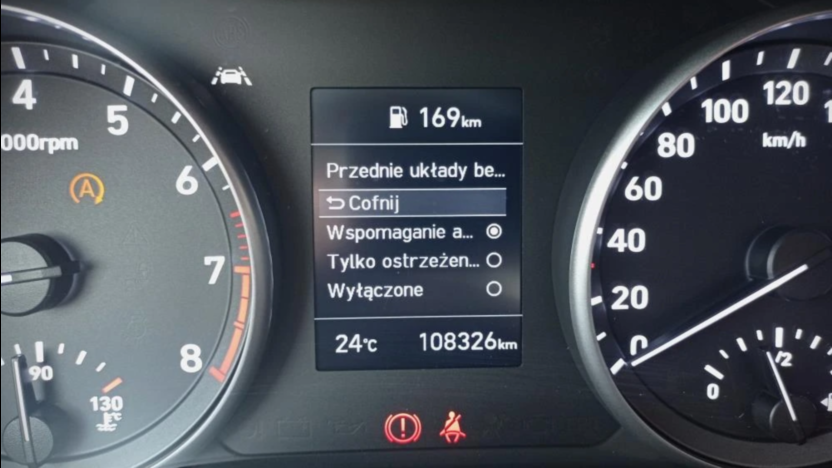 169km
Przednie układy be...
Cofnij
Wspomaganie a...
Tylko ostrzeżen...
Wyłączone
24°C 108326km
4
5
6
7
8
000rpm
A
90
130
°C
0
20
40
60
80
100
120
km/h
0
/2